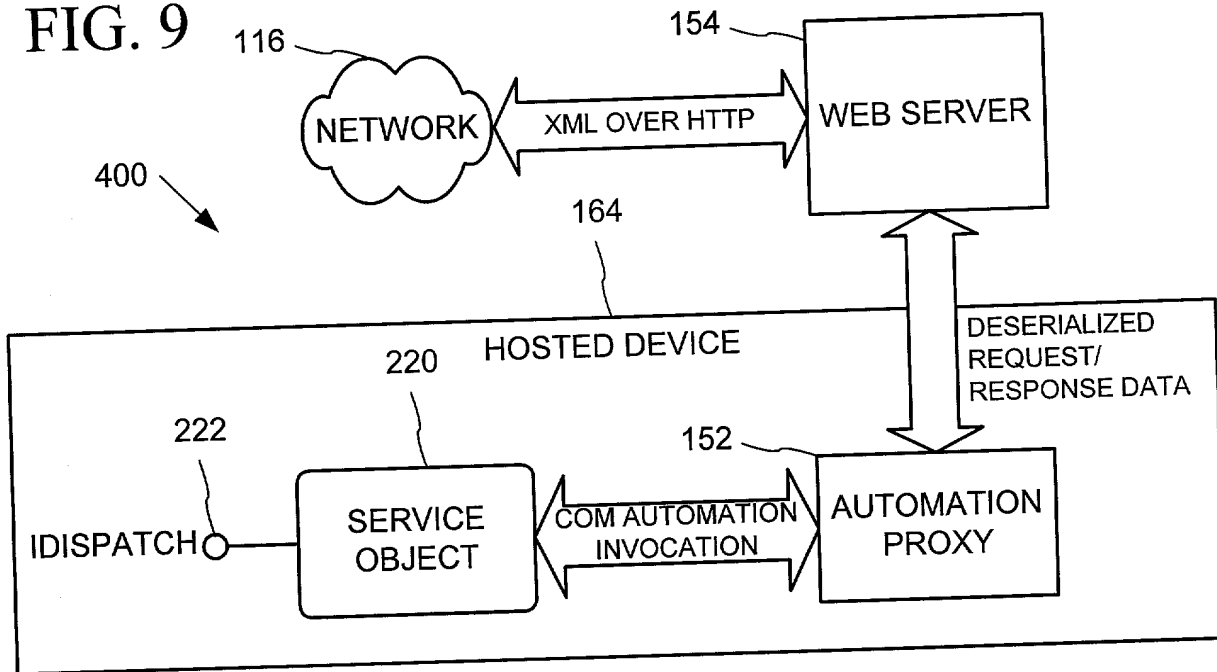 FIG. 9
116
154
NETWORK
XML OVER HTTP
WEB SERVER
400
164
HOSTED DEVICE
DESERIALIZED
REQUEST/
RESPONSE DATA
220
222
152
IDISPATCH
SERVICE
OBJECT
COM AUTOMATION
INVOCATION
AUTOMATION
PROXY